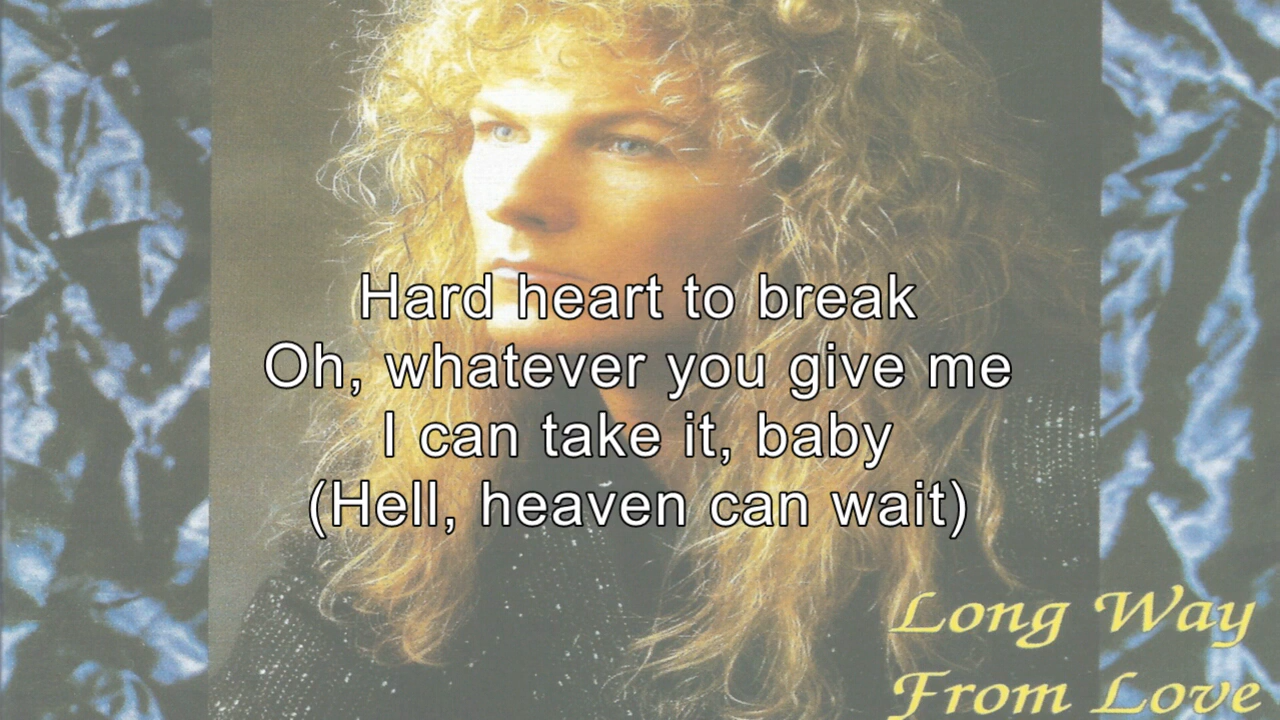 Hard heart to break
Oh, whatever you give me
I can take it, baby
(Hell, heaven can wait)
Long Way
From Love